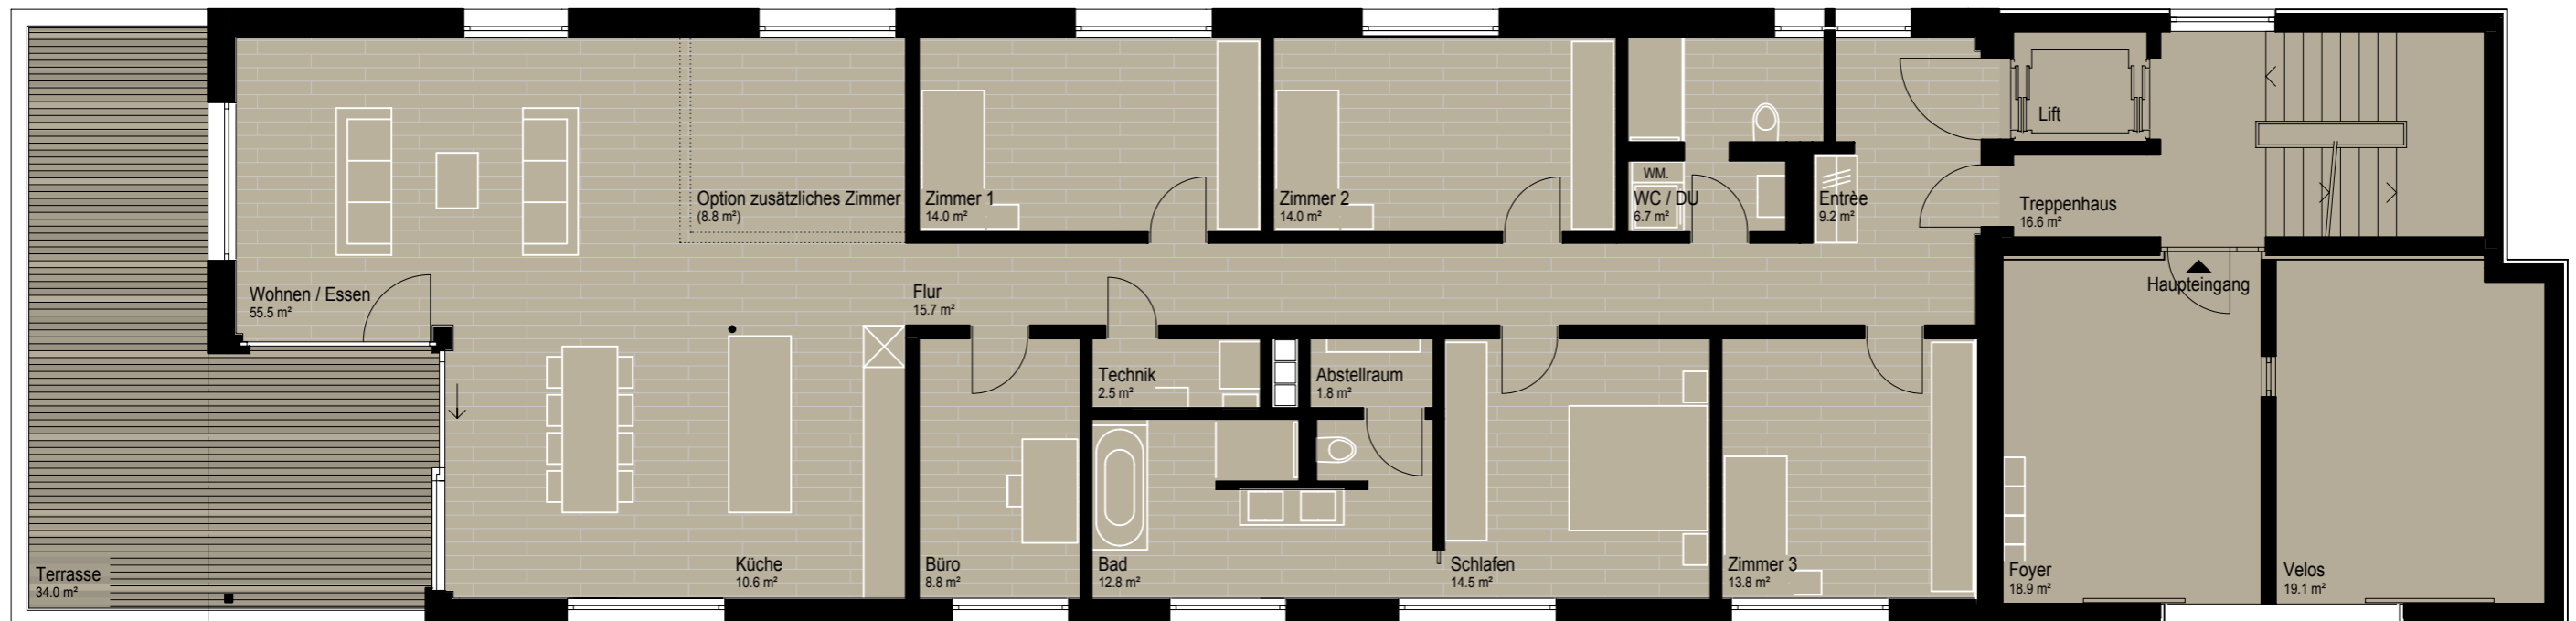 Lift
Option zusätzliches Zimmer
(8.8 m²)
Zimmer 1
14.0 m²
Zimmer 2
14.0 m²
WM.
WC / DU
6.7 m²
Entrèe
9.2 m²
Treppenhaus
16.6 m²
Wohnen / Essen
55.5 m²
Flur
15.7 m²
Haupteingang
Technik
2.5 m²
Abstellraum
1.8 m²
Terrasse
34.0 m²
Küche
10.6 m²
Büro
8.8 m²
Bad
12.8 m²
Schlafen
14.5 m²
Zimmer 3
13.8 m²
Foyer
18.9 m²
Velos
19.1 m²